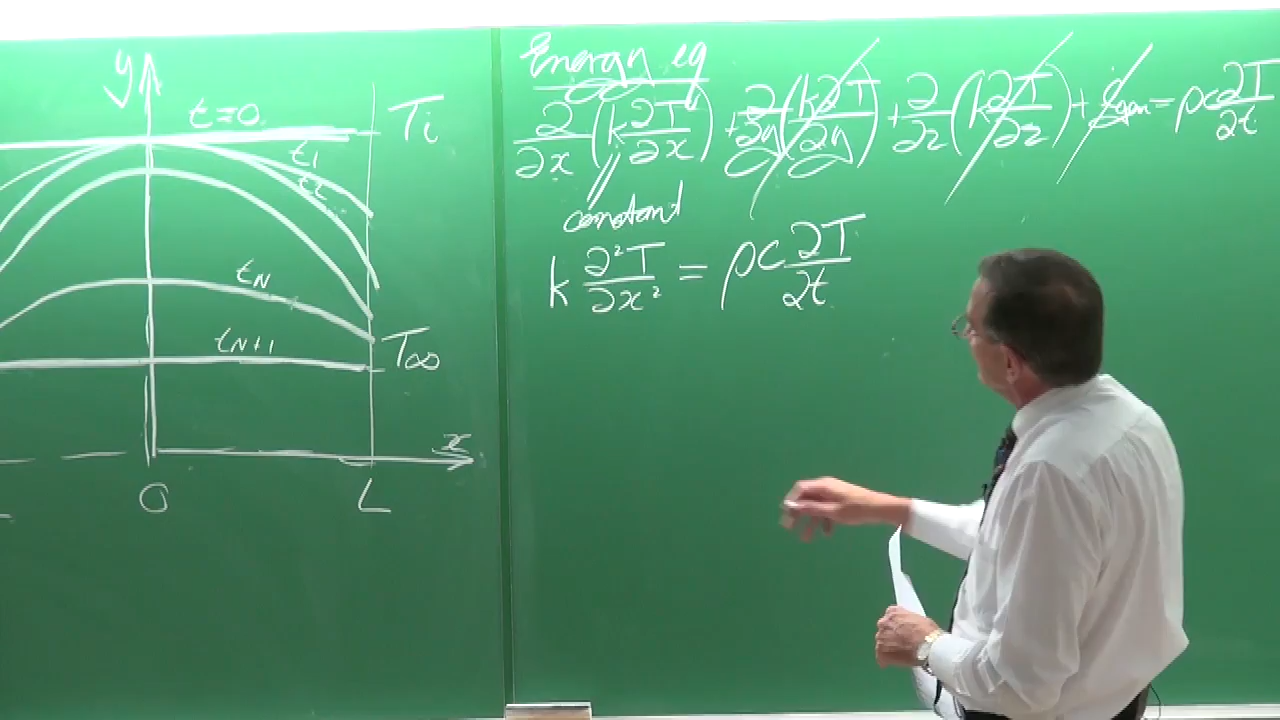 y
t=0
Ti
t1
t2
tN
T∞
tN+1
x
0
L
Energy eq
∂/∂x (k ∂T/∂x) + ∂/∂y (k ∂T/∂y) + ∂/∂z (k ∂T/∂z) + ėgen = ρc ∂T/∂t
constant
k ∂²T/∂x² = ρc ∂T/∂t